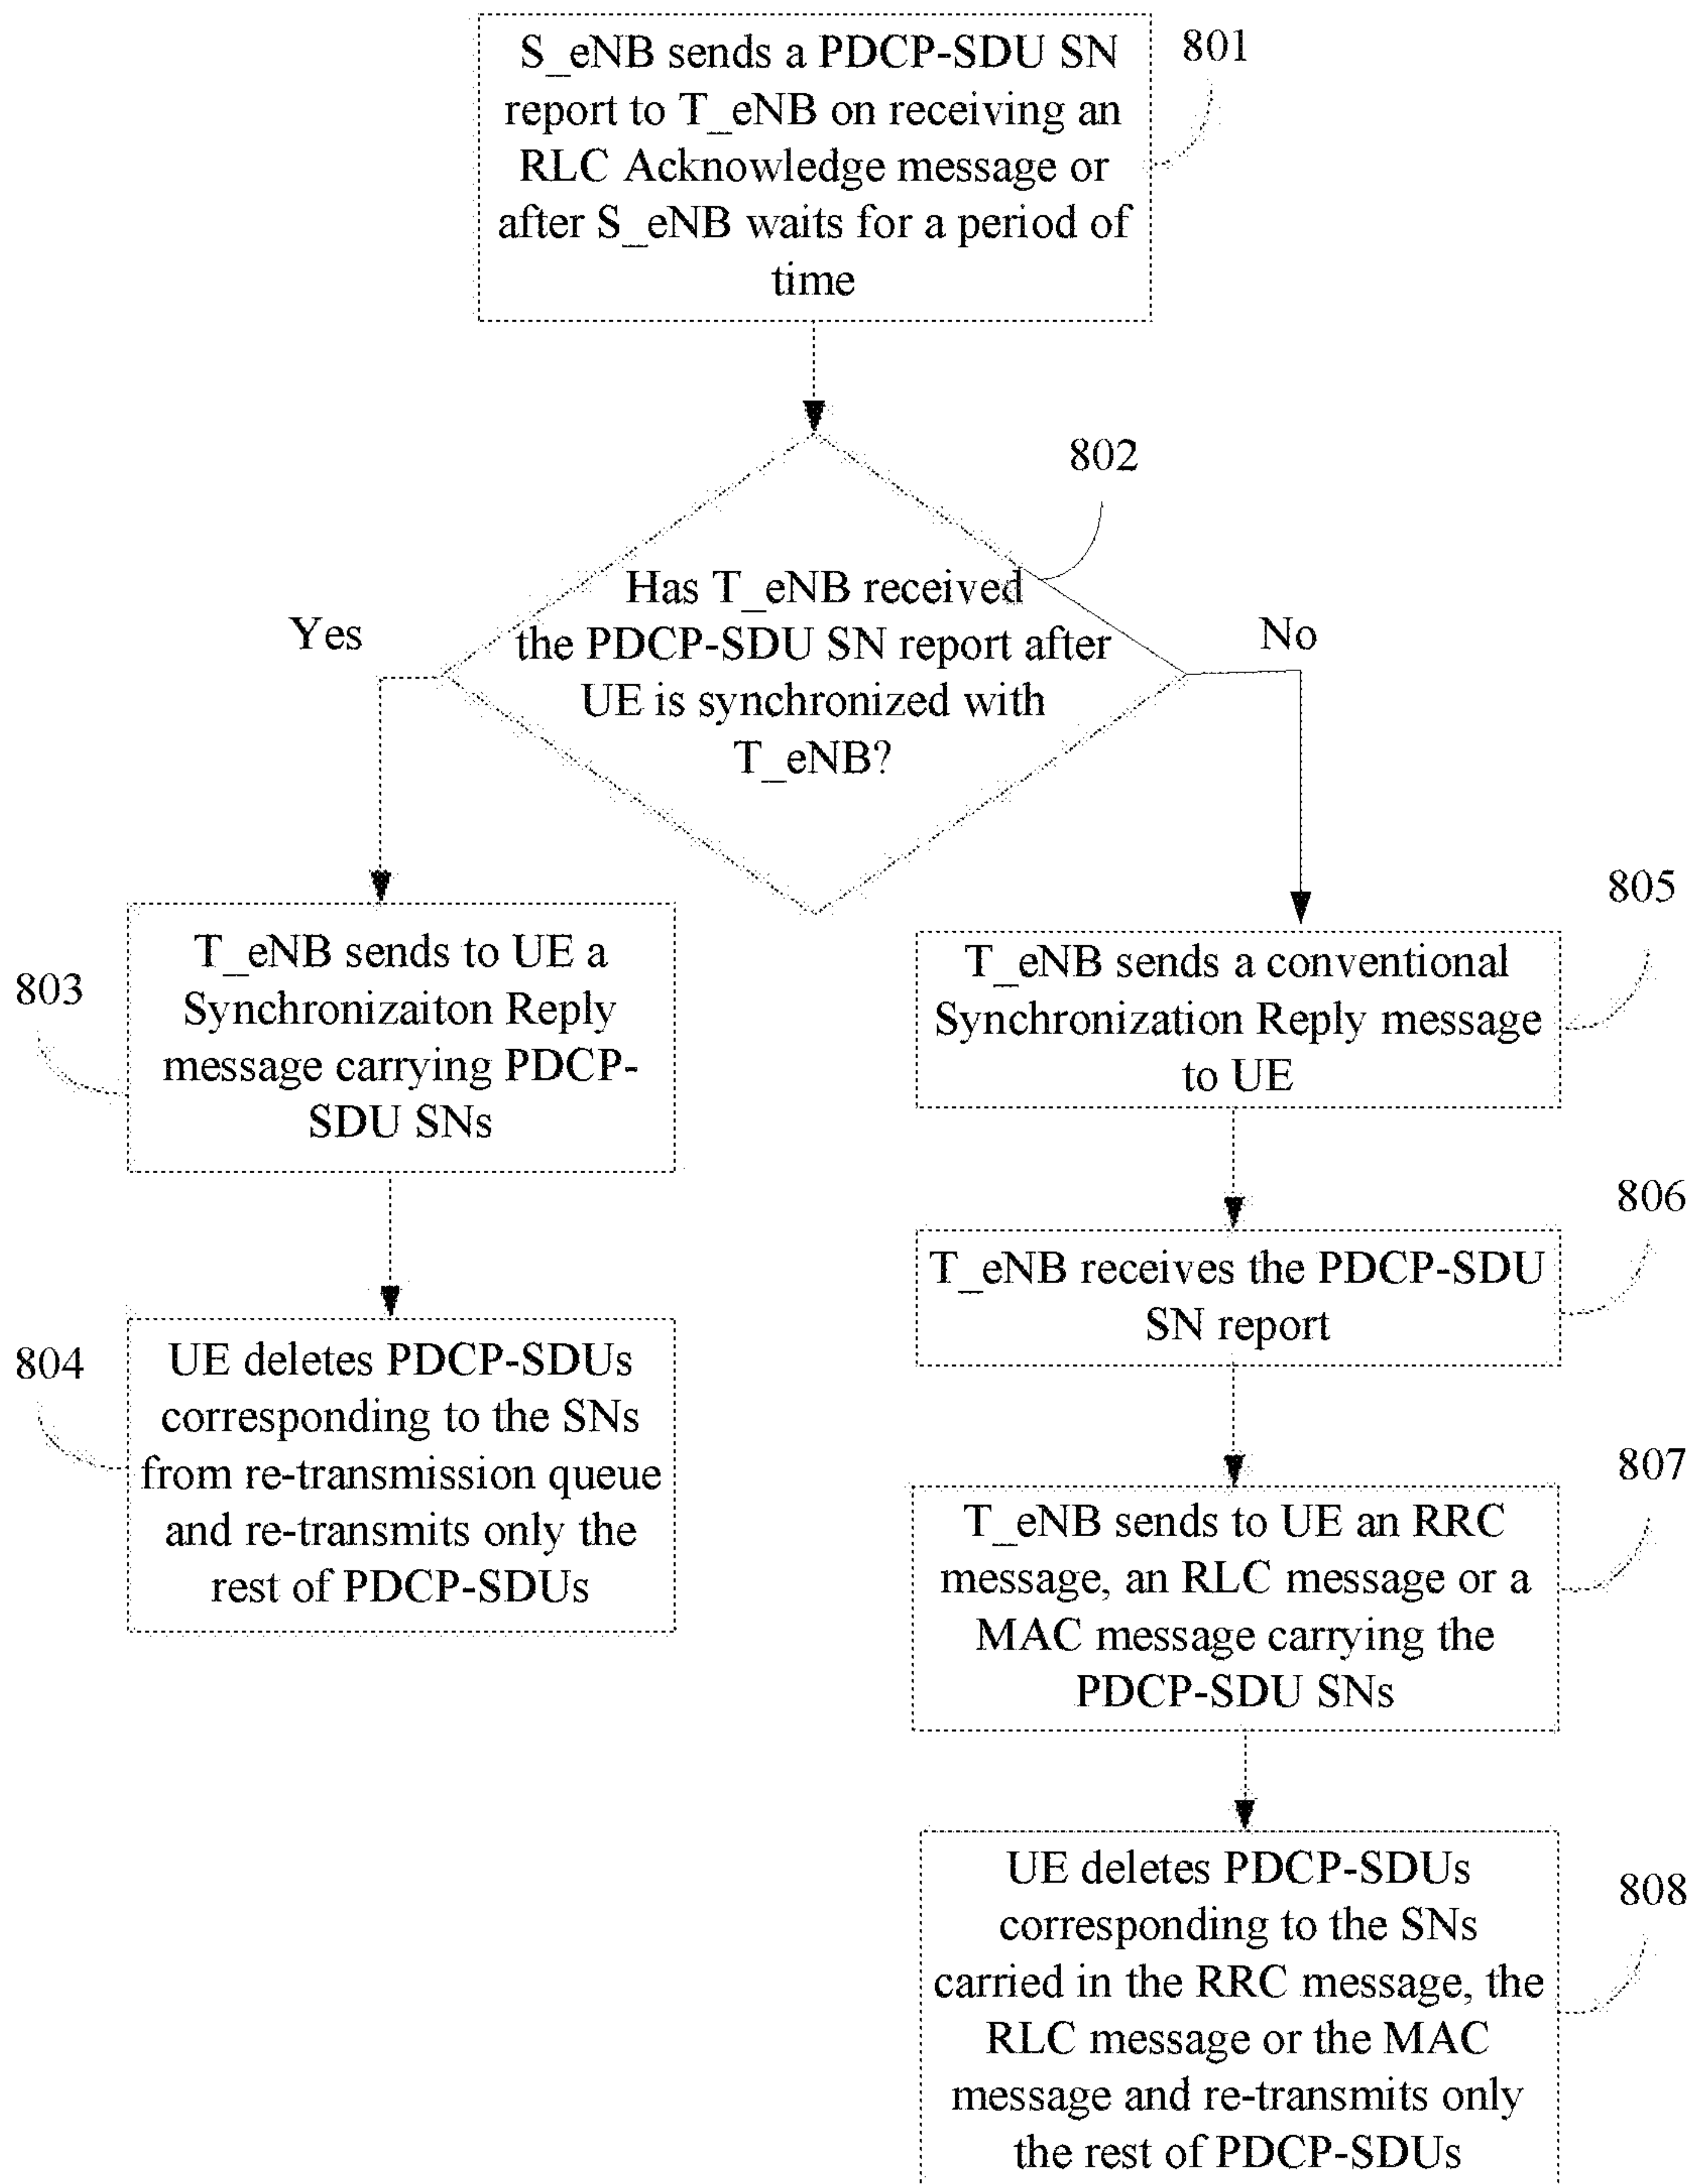 S_eNB sends a PDCP-SDU SN
report to T_eNB on receiving an
RLC Acknowledge message or
after S_eNB waits for a period of
time
801
802
Has T_eNB received
the PDCP-SDU SN report after
UE is synchronized with
T_eNB?
Yes
No
T_eNB sends to UE a
Synchronizaiton Reply
message carrying PDCP-
SDU SNs
803
UE deletes PDCP-SDUs
corresponding to the SNs
from re-transmission queue
and re-transmits only the
rest of PDCP-SDUs
804
T_eNB sends a conventional
Synchronization Reply message
to UE
805
T_eNB receives the PDCP-SDU
SN report
806
T_eNB sends to UE an RRC
message, an RLC message or a
MAC message carrying the
PDCP-SDU SNs
807
UE deletes PDCP-SDUs
corresponding to the SNs
carried in the RRC message, the
RLC message or the MAC
message and re-transmits only
the rest of PDCP-SDUs
808